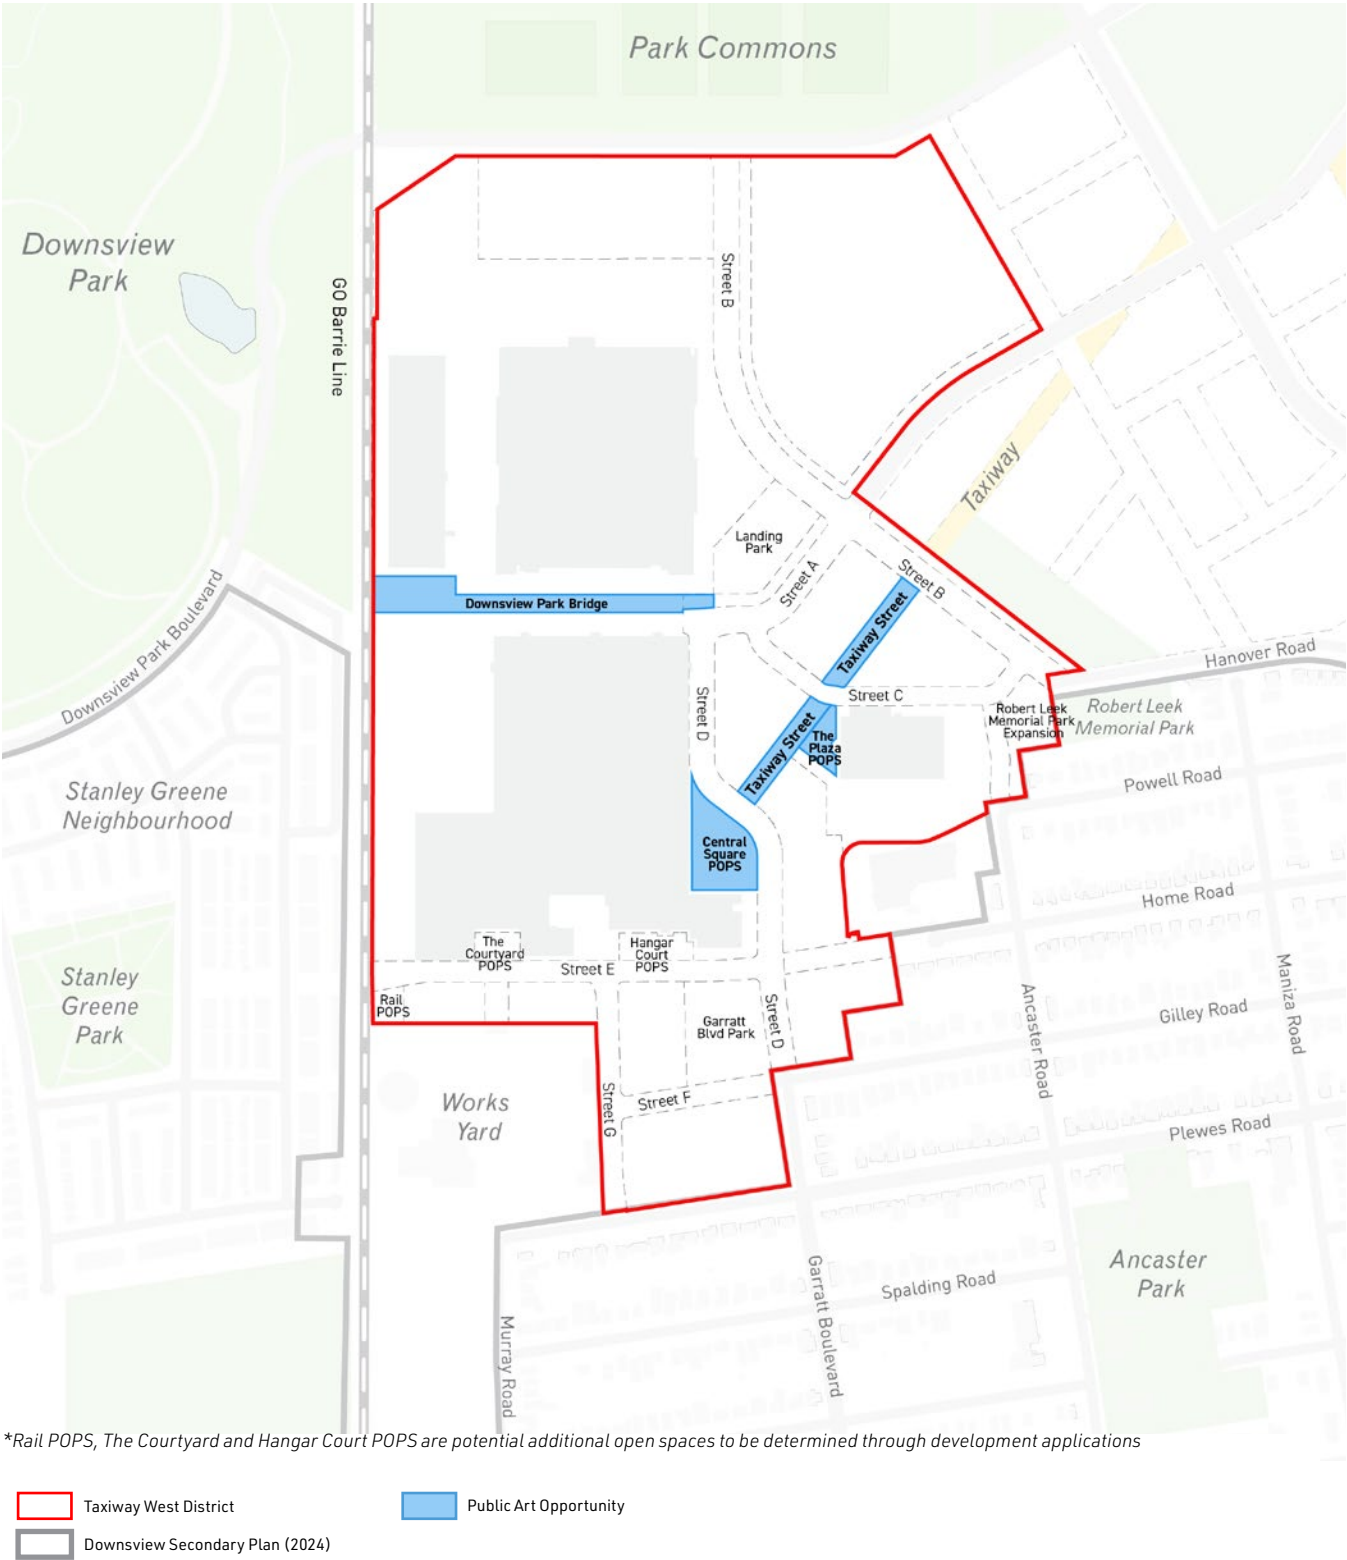 Park Commons
Downsview
Park
GO Barrie Line
Street B
Taxiway
Landing
Park
Street A
Street B
Downsview Park Bridge
Taxiway Street
Downsview Park Boulevard
Hanover Road
Street C
Street D
Robert Leek
Memorial Park
Expansion
Robert Leek
Memorial Park
Taxiway Street
The
Plaza
POPS
Powell Road
Stanley Greene
Neighbourhood
Central
Square
POPS
Home Road
The
Courtyard
POPS
Hangar
Court
POPS
Street E
Stanley
Greene
Park
Rail
POPS
Garratt
Blvd Park
Street D
Ancaster Road
Gilley Road
Maniza Road
Works
Yard
Street G
Street F
Plewes Road
Ancaster
Park
Spalding Road
Garratt Boulevard
Murray Road
*Rail POPS, The Courtyard and Hangar Court POPS are potential additional open spaces to be determined through development applications
Taxiway West District
Public Art Opportunity
Downsview Secondary Plan (2024)